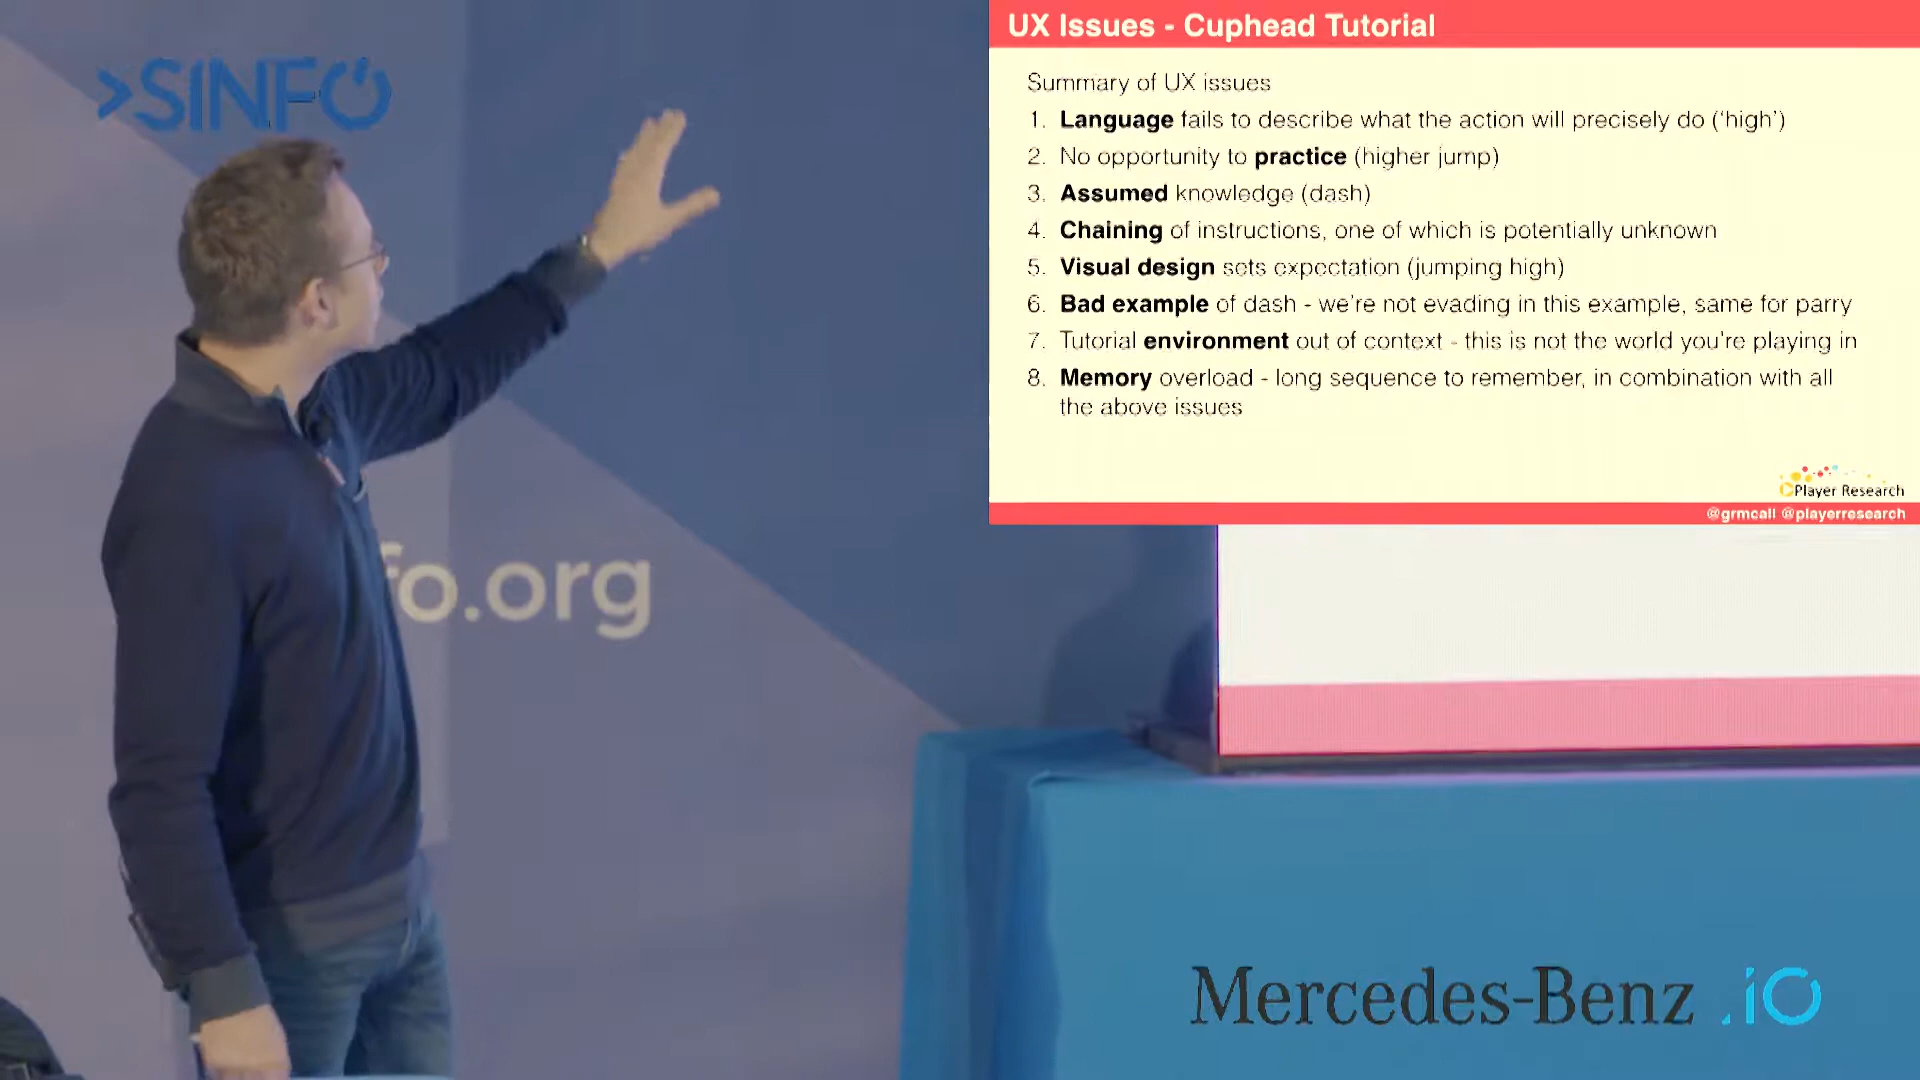 >SINFO
fo.org
UX Issues - Cuphead Tutorial
Summary of UX issues
1. Language fails to describe what the action will precisely do (‘high’)
2. No opportunity to practice (higher jump)
3. Assumed knowledge (dash)
4. Chaining of instructions, one of which is potentially unknown
5. Visual design sets expectation (jumping high)
6. Bad example of dash - we’re not evading in this example, same for parry
7. Tutorial environment out of context - this is not the world you’re playing in
8. Memory overload - long sequence to remember, in combination with all
the above issues
Player Research
@grmcall @playerresearch
Mercedes-Benz .io